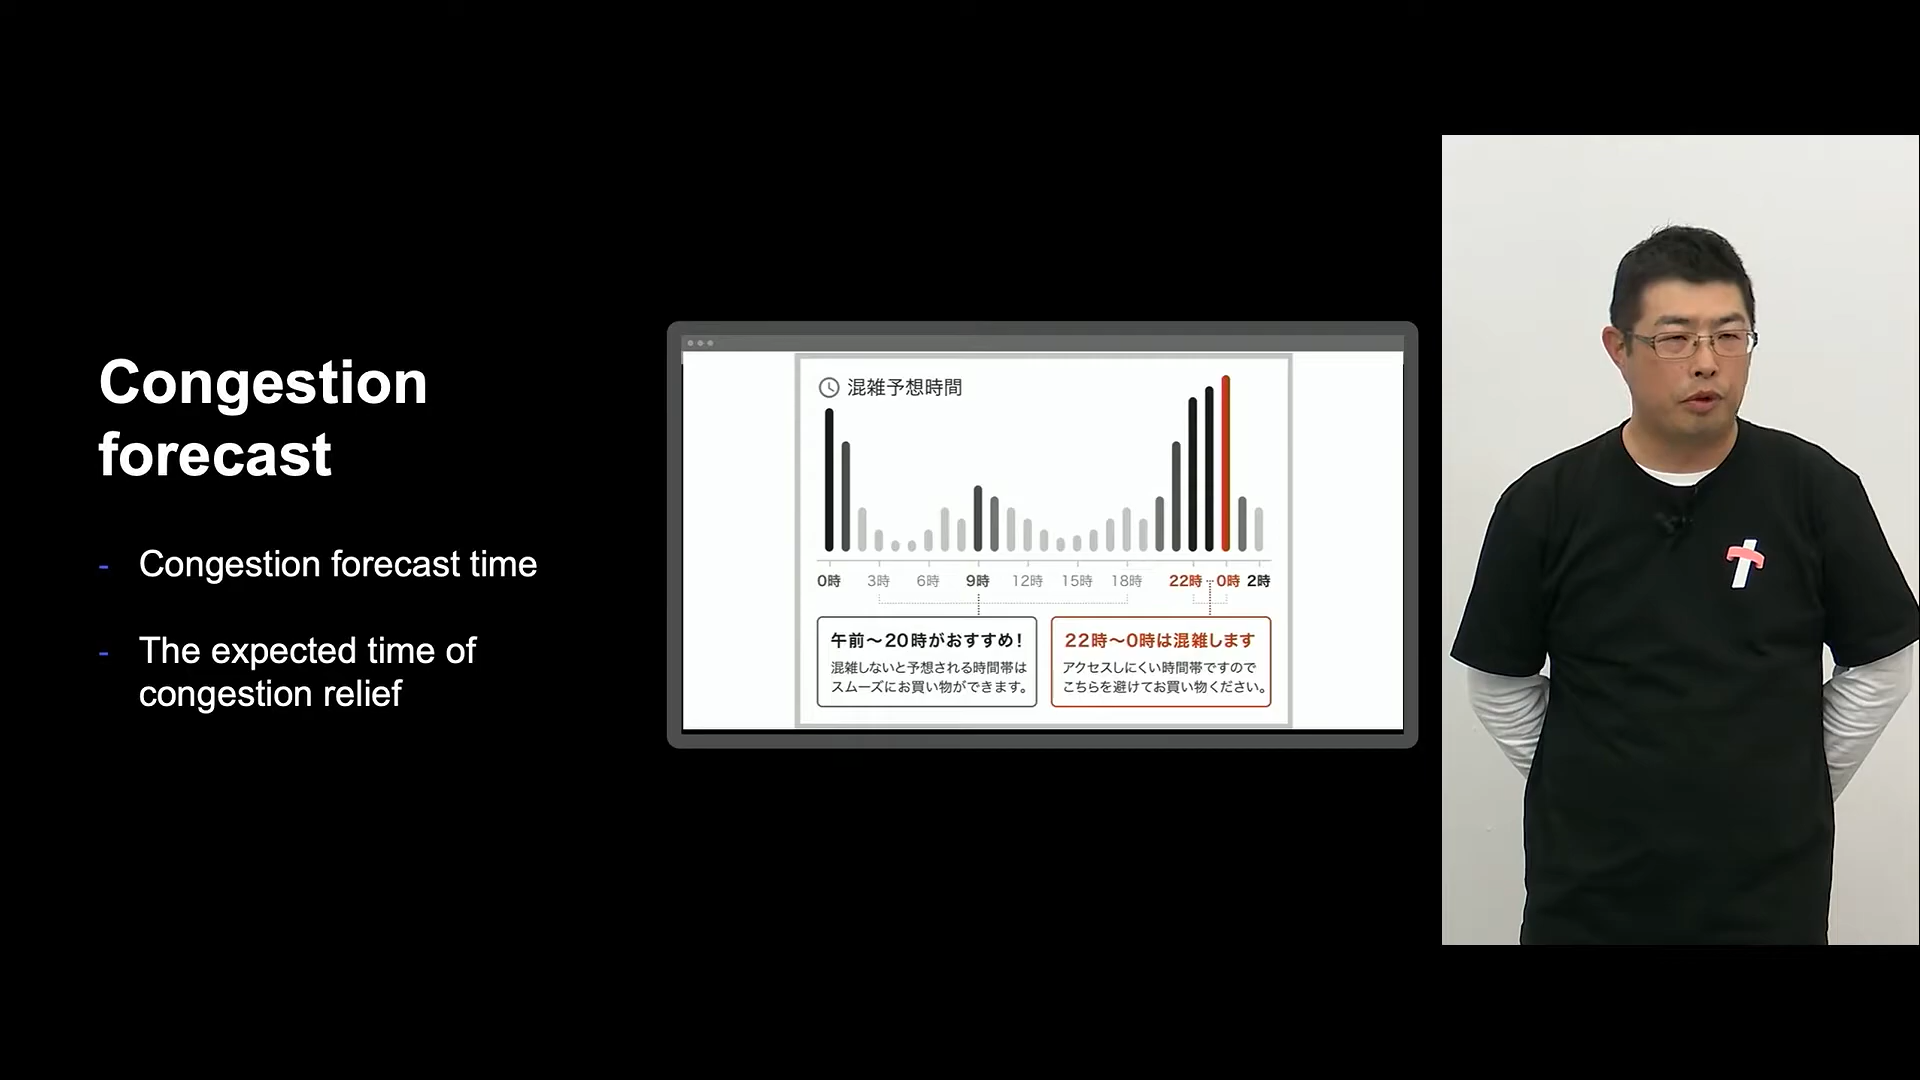 Congestion
forecast
- Congestion forecast time
- The expected time of
congestion relief
混雑予想時間
0時 3時 6時 9時 12時 15時 18時 22時 0時 2時
午前〜20時がおすすめ!
混雑しないと予想される時間帯は
スムーズにお買い物ができます。
22時〜0時は混雑します
アクセスしにくい時間帯ですので
こちらを避けてお買い物ください。